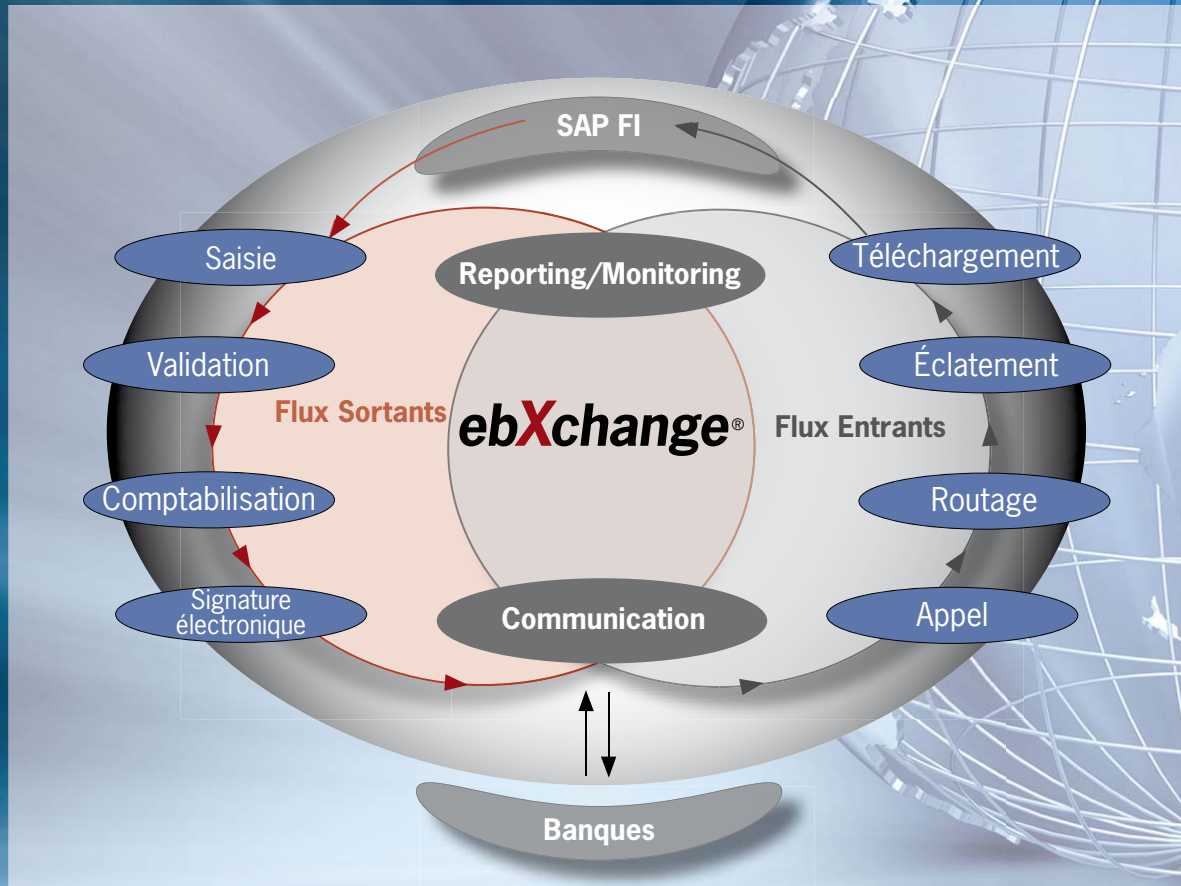 SAP FI
Saisie
Reporting/Monitoring
Téléchargement
Validation
Éclatement
Flux Sortants
ebXchange®
Flux Entrants
Comptabilisation
Routage
Signature
électronique
Communication
Appel
Banques